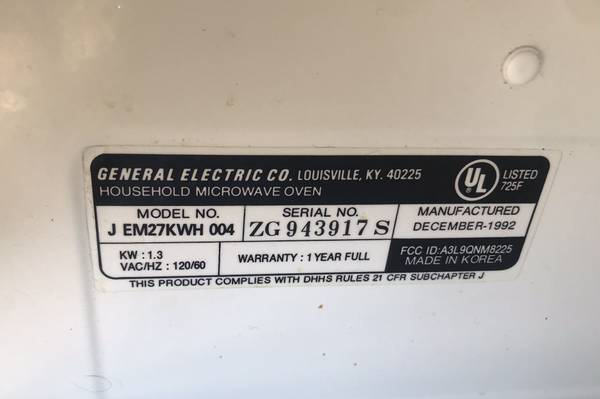 GENERAL ELECTRIC CO. LOUISVILLE, KY. 40225
HOUSEHOLD MICROWAVE OVEN
UL LISTED
725F
MODEL NO.
J EM27KWH 004
SERIAL NO.
ZG 943917 S
MANUFACTURED
DECEMBER-1992
KW : 1.3
VAC/HZ : 120/60
WARRANTY : 1 YEAR FULL
FCC ID: A3L9QNM8225
MADE IN KOREA
THIS PRODUCT COMPLIES WITH DHHS RULES 21 CFR SUBCHAPTER J